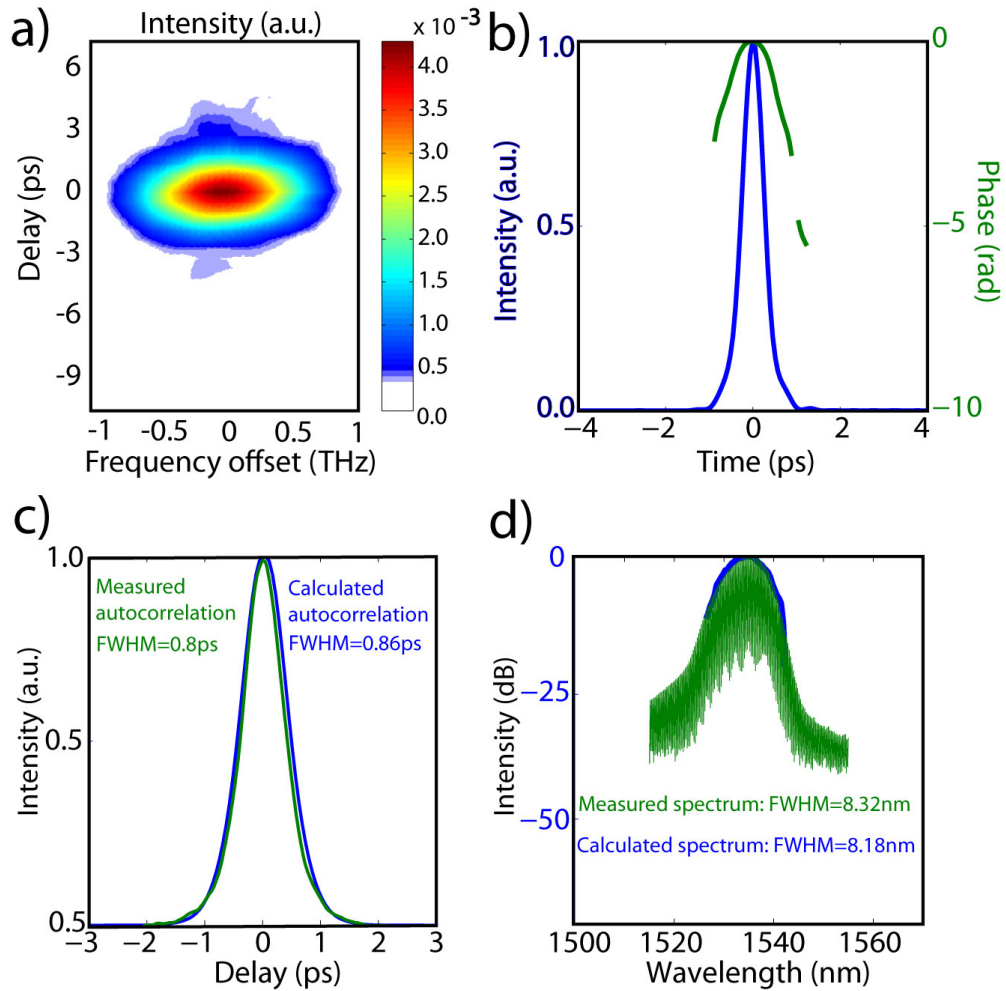 a)
Intensity (a.u.)
x 10⁻³
Delay (ps)
6
3
0
-3
-6
-9
-1
-0.5
0
0.5
1
Frequency offset (THz)
4.0
3.5
3.0
2.5
2.0
1.5
1.0
0.5
0.0
b)
Intensity (a.u.)
1.0
0.5
0.0
−4
−2
0
2
4
Time (ps)
0
−5
−10
Phase (rad)
c)
Intensity (a.u.)
1.0
0.5
0.5
Measured
autocorrelation
FWHM=0.8ps
Calculated
autocorrelation
FWHM=0.86ps
−3
−2
−1
0
1
2
3
Delay (ps)
d)
Intensity (dB)
0
−25
−50
Measured spectrum: FWHM=8.32nm
Calculated spectrum: FWHM=8.18nm
1500
1520
1540
1560
Wavelength (nm)